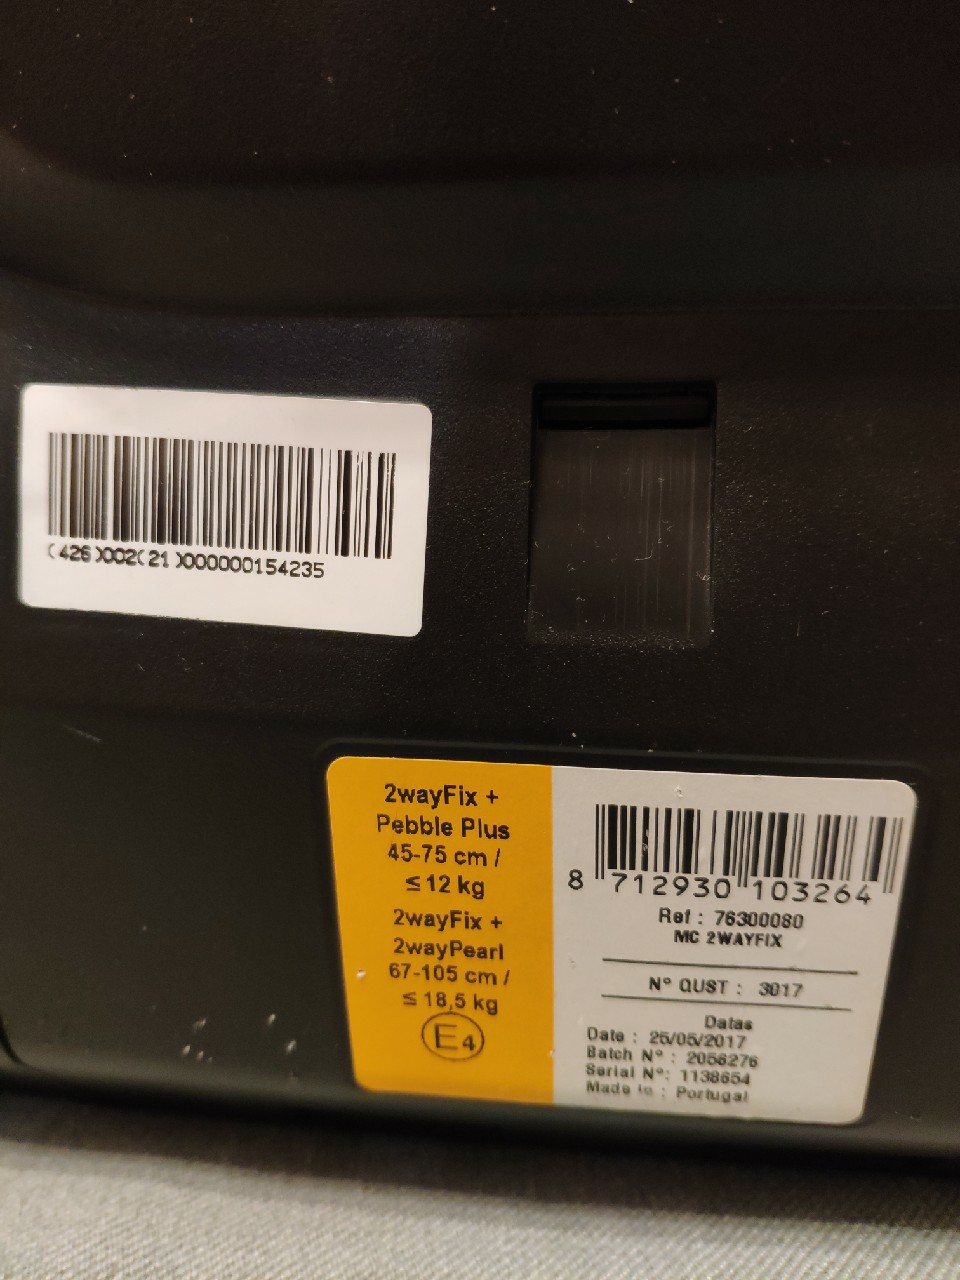 (426)002(21)000000154235
2wayFix +
Pebble Plus
45-75 cm /
≤ 12 kg
2wayFix +
2wayPearl
67-105 cm /
≤ 18,5 kg
E4
8 712930 103264
Ref : 76300080
MC 2WAYFIX
N° QUST : 3017
Datas
Date : 25/05/2017
Batch N° : 2056276
Serial N°: 1138654
Made in : Portugal